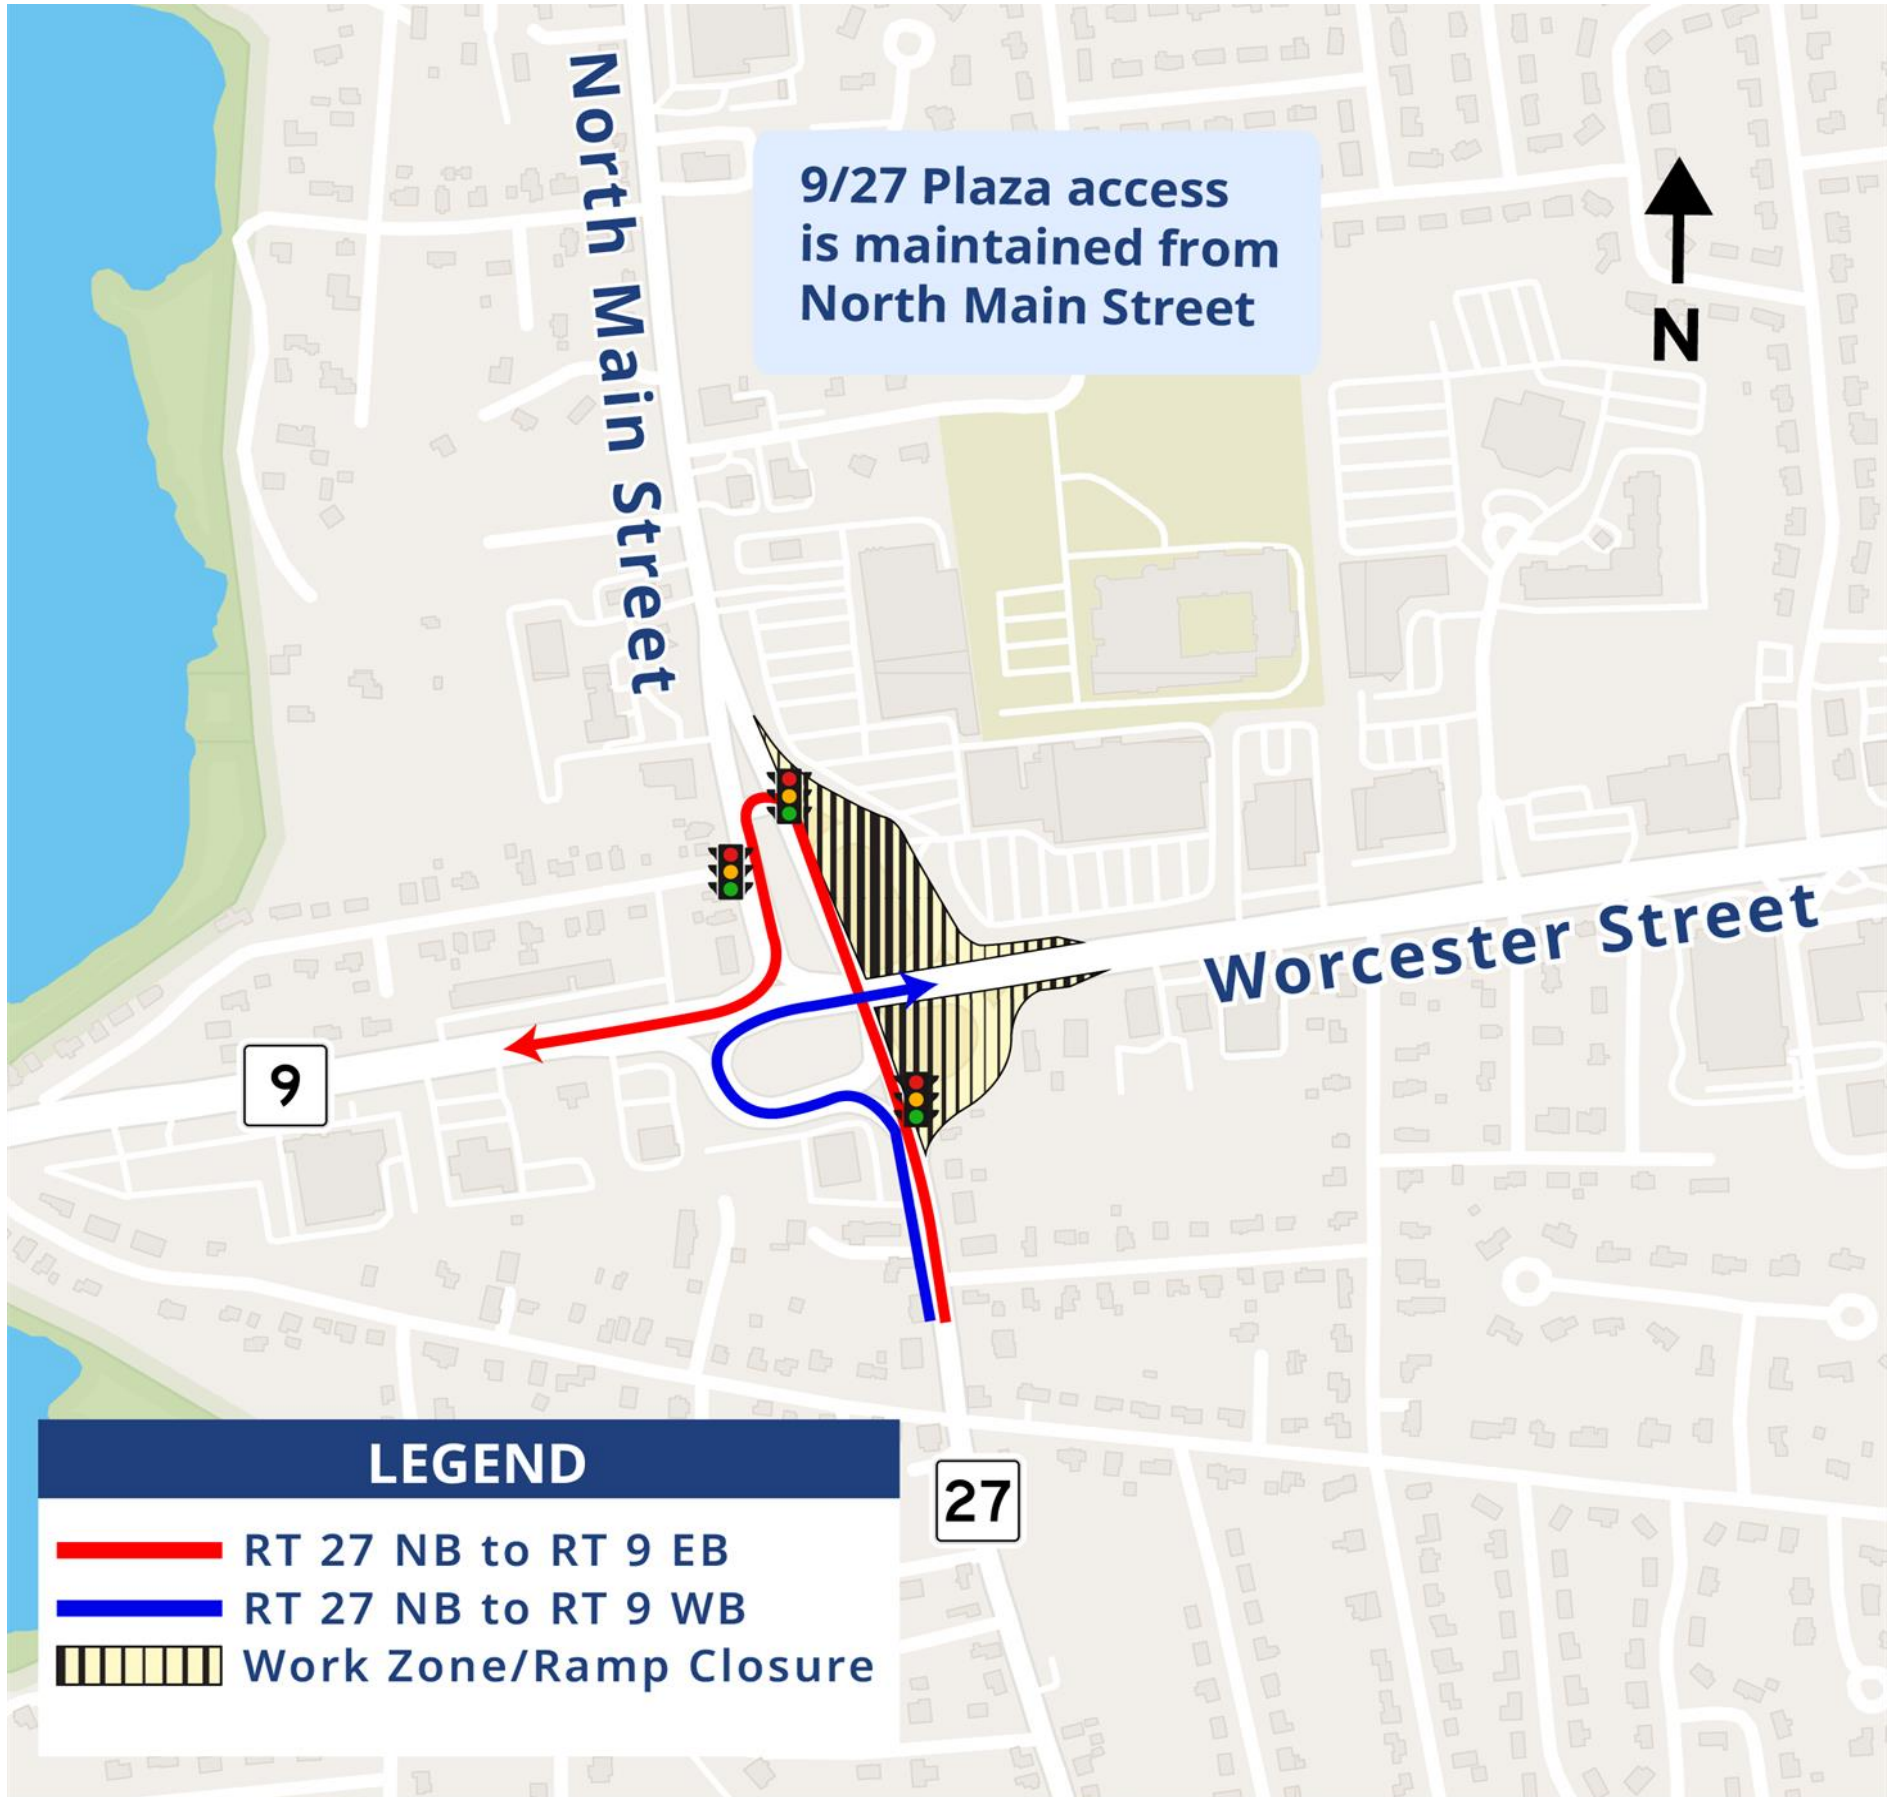 North Main Street
9/27 Plaza access
is maintained from
North Main Street
N
Worcester Street
9
27
LEGEND
RT 27 NB to RT 9 EB
RT 27 NB to RT 9 WB
Work Zone/Ramp Closure